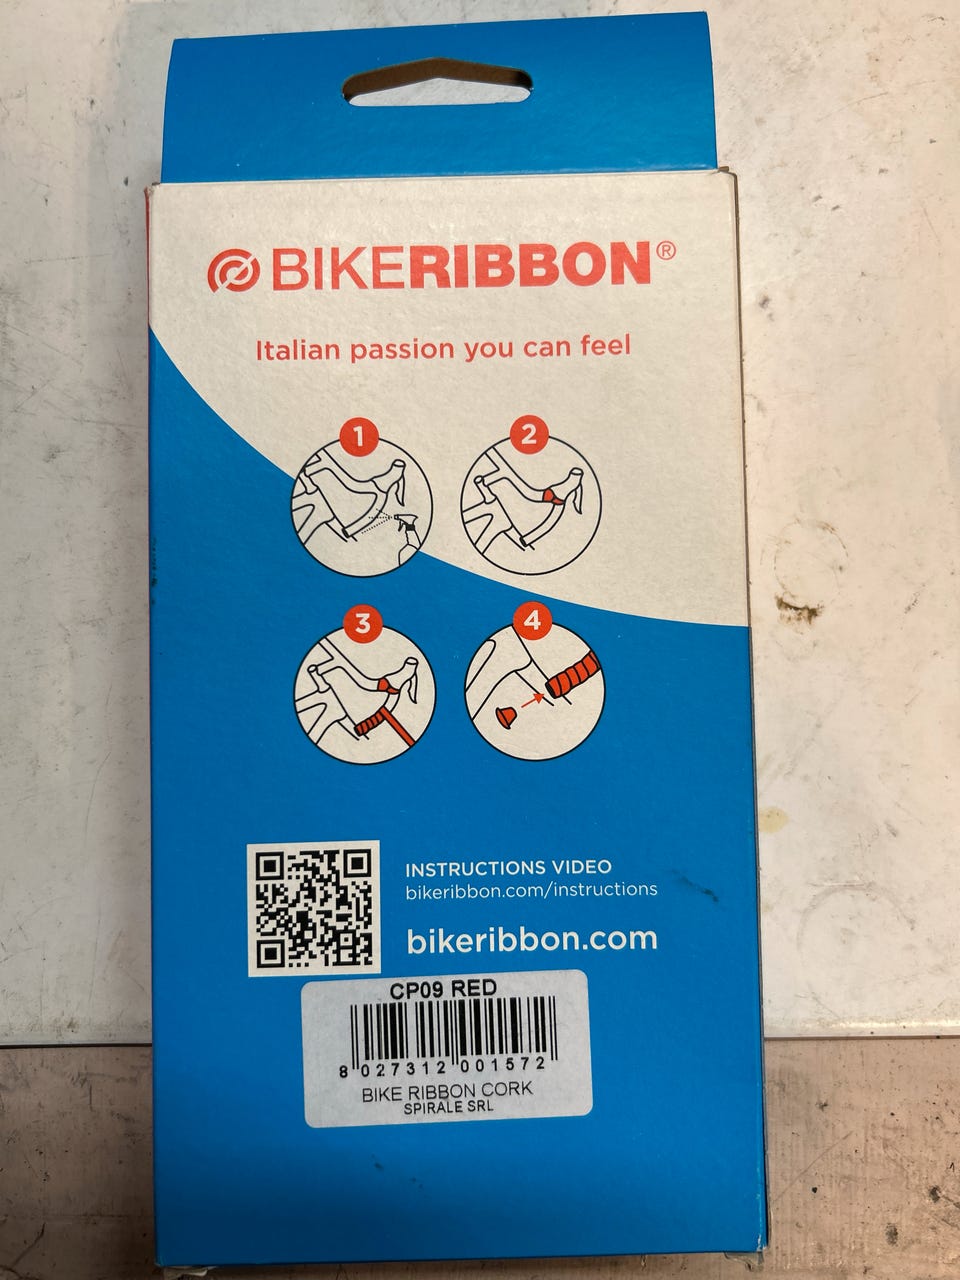 BIKERIBBON®
Italian passion you can feel
1
2
3
4
INSTRUCTIONS VIDEO
bikeribbon.com/instructions
bikeribbon.com
CP09 RED
8 027312 001572
BIKE RIBBON CORK
SPIRALE SRL